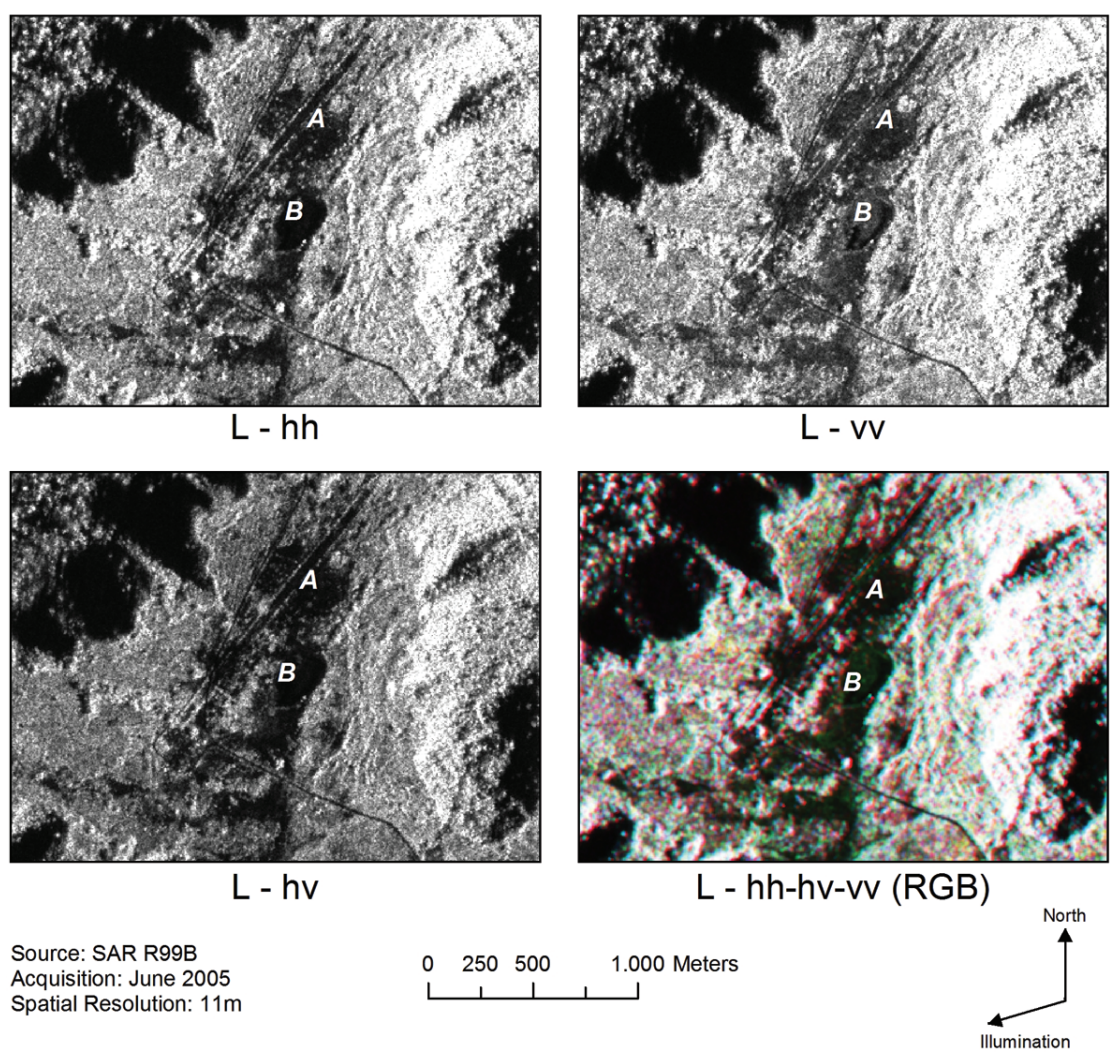 A
B
A
B
L - hh
L - vv
A
B
A
B
L - hv
L - hh-hv-vv (RGB)
North
Source: SAR R99B
Acquisition: June 2005
Spatial Resolution: 11m
0 250 500 1.000 Meters
Illumination